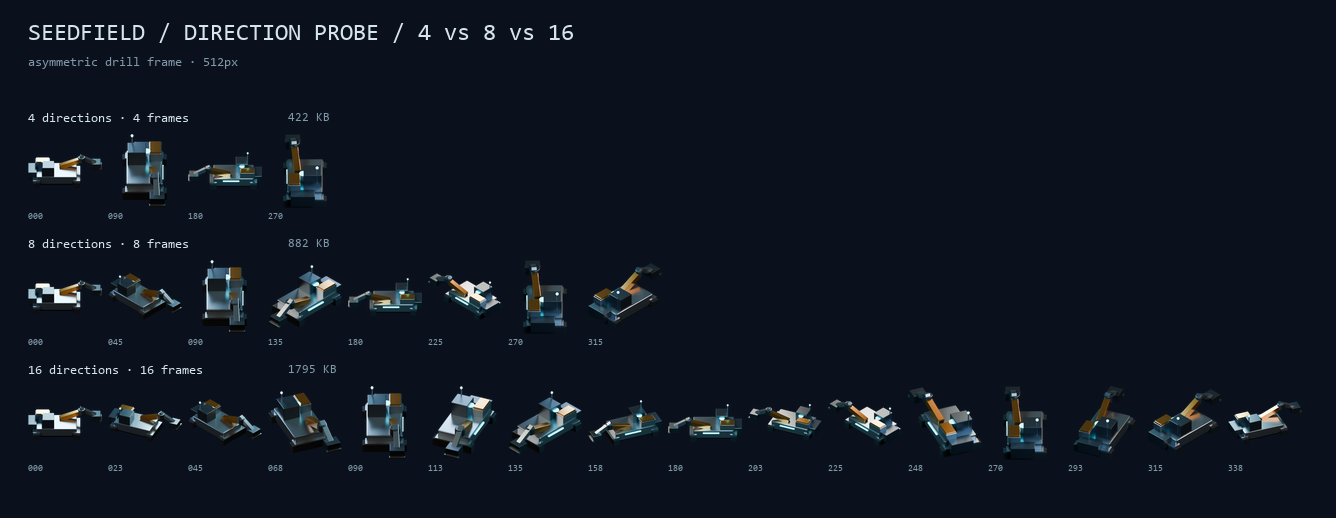 SEEDFIELD / DIRECTION PROBE / 4 vs 8 vs 16
asymmetric drill frame · 512px
4 directions · 4 frames 422 KB
000 090 180 270
8 directions · 8 frames 882 KB
000 045 090 135 180 225 270 315
16 directions · 16 frames 1795 KB
000 023 045 068 090 113 135 158 180 203 225 248 270 293 315 338